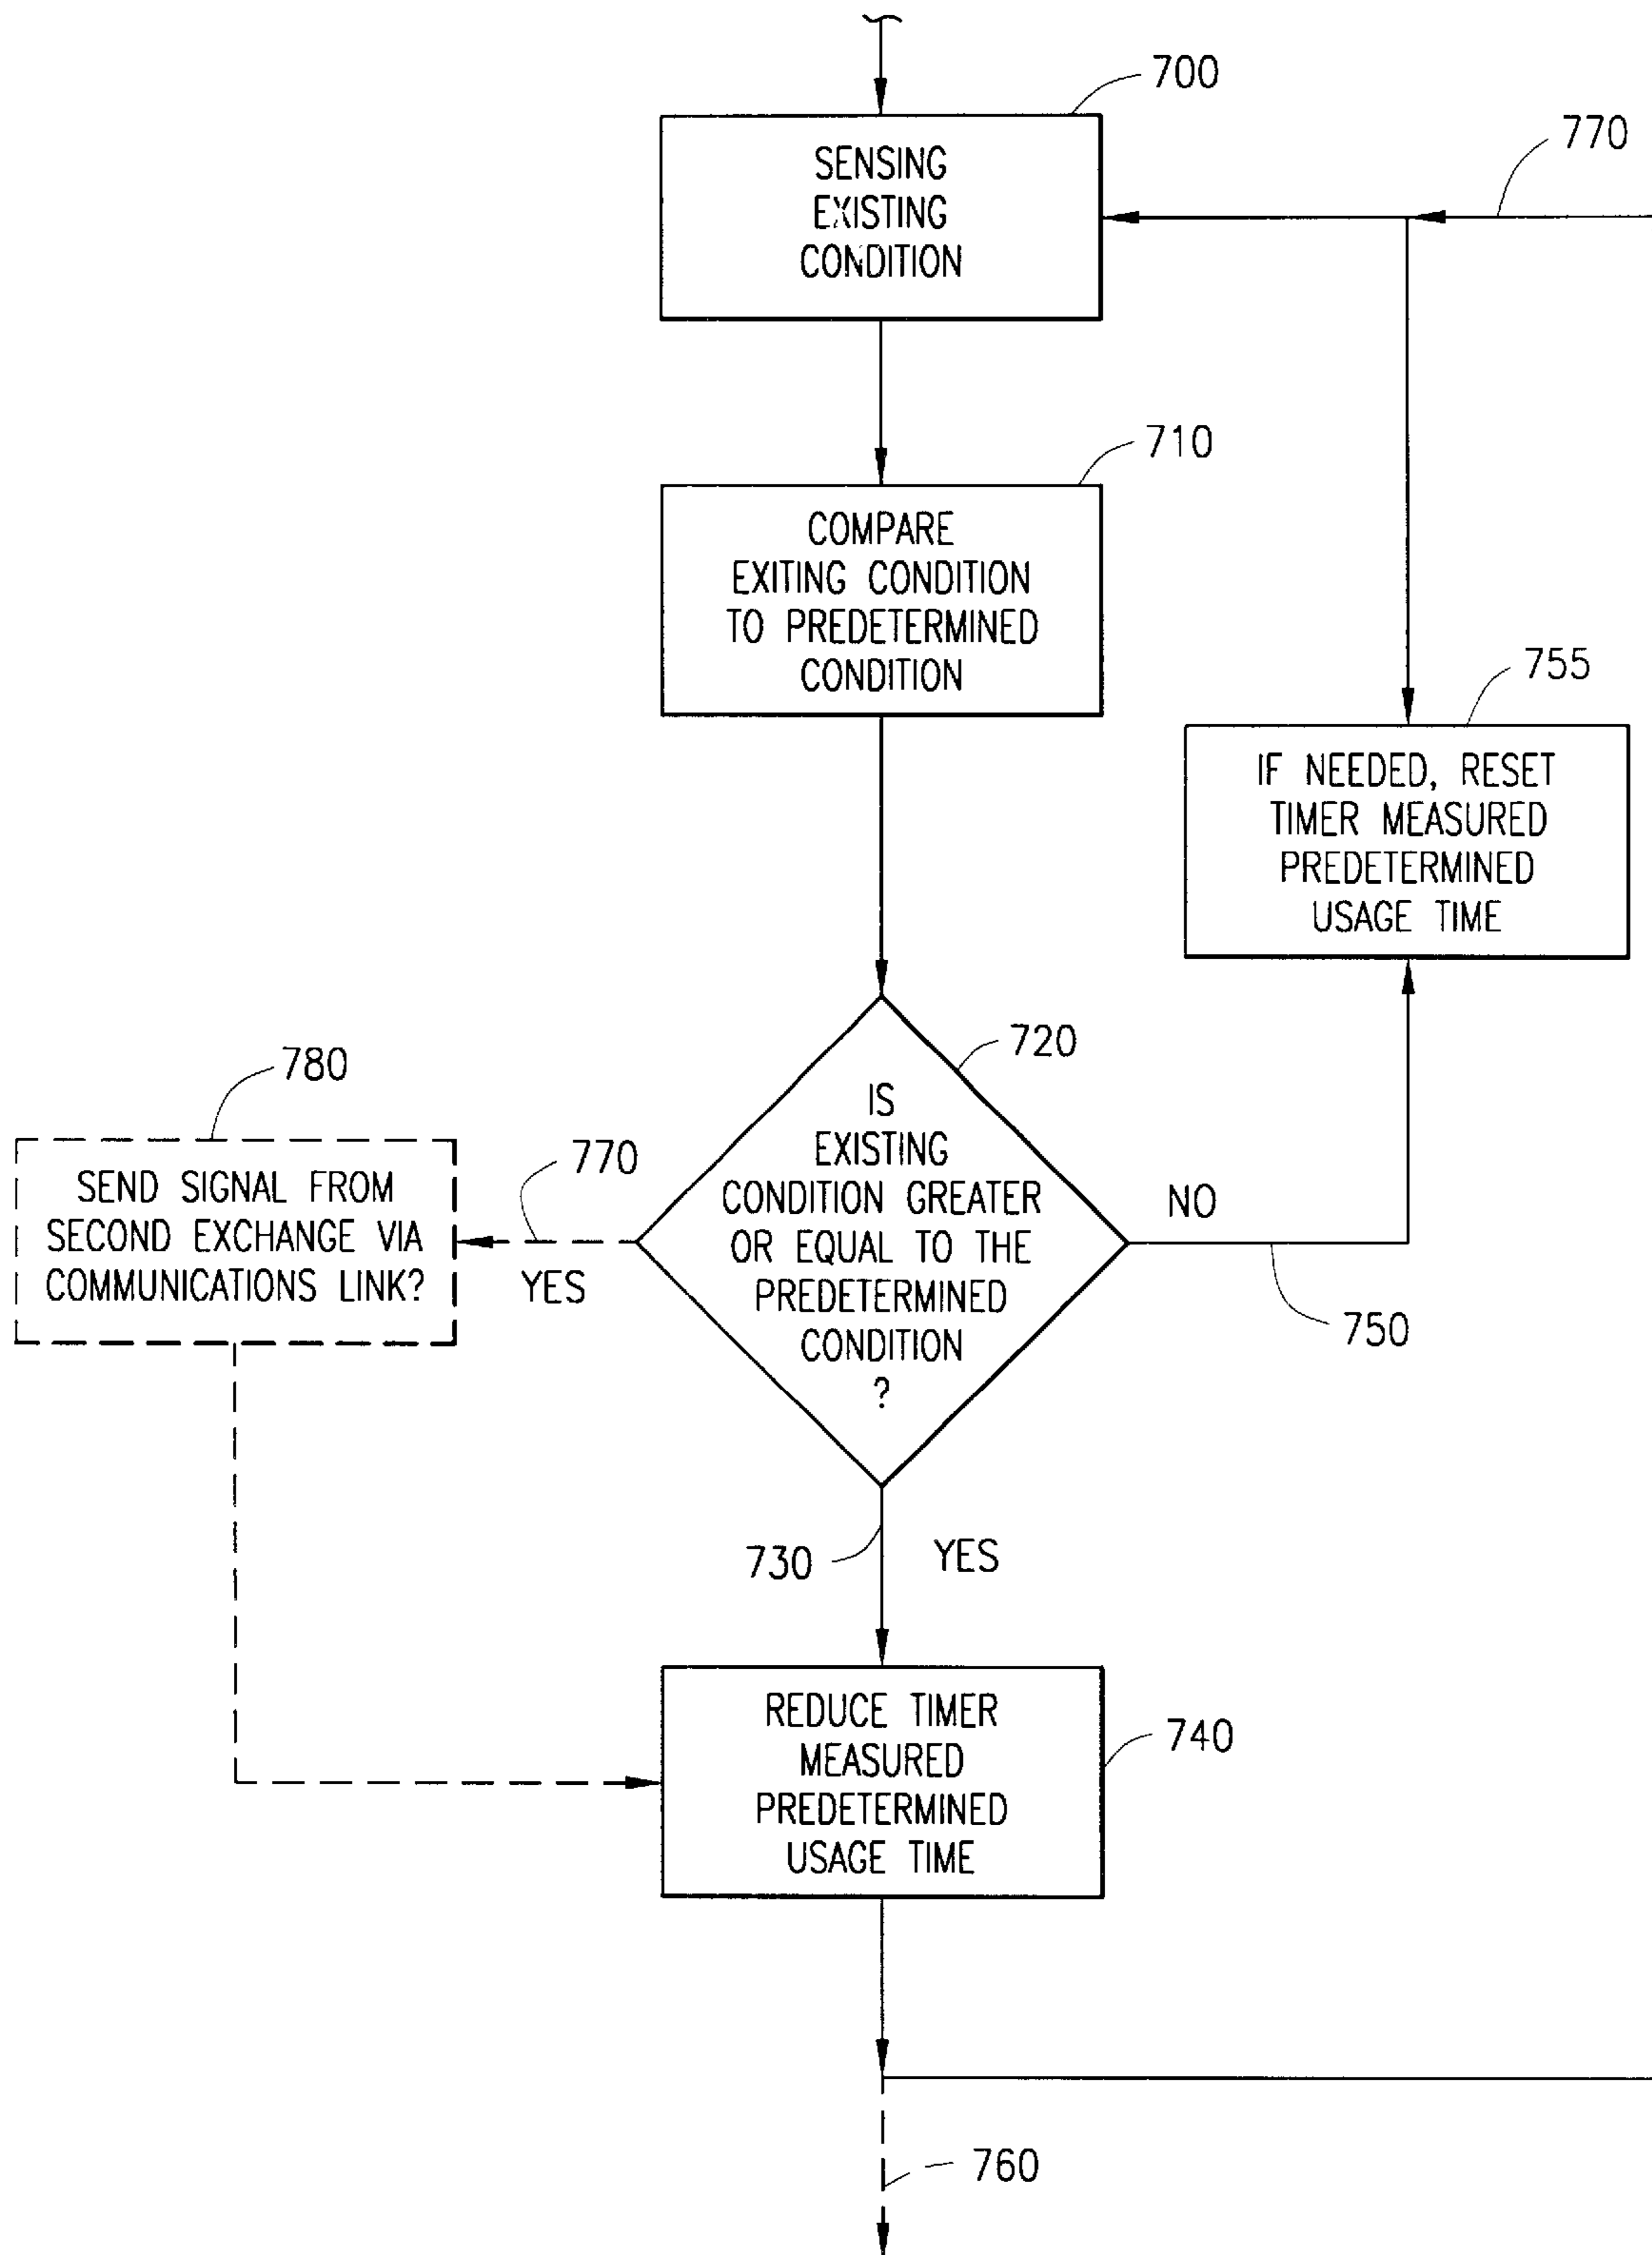 700
770
SENSING
EXISTING
CONDITION
710
COMPARE
EXITING CONDITION
TO PREDETERMINED
CONDITION
755
IF NEEDED, RESET
TIMER MEASURED
PREDETERMINED
USAGE TIME
720
780
IS
EXISTING
CONDITION GREATER
OR EQUAL TO THE
PREDETERMINED
CONDITION
?
770
NO
SEND SIGNAL FROM
SECOND EXCHANGE VIA
COMMUNICATIONS LINK?
YES
750
730
YES
REDUCE TIMER
MEASURED
PREDETERMINED
USAGE TIME
740
760